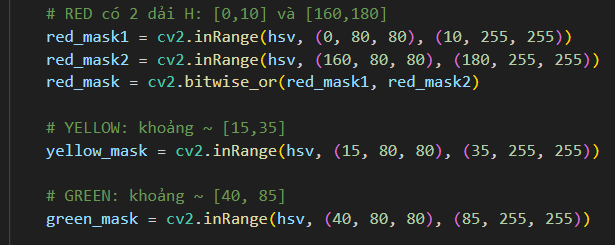 # RED có 2 dải H: [0,10] và [160,180]
red_mask1 = cv2.inRange(hsv, (0, 80, 80), (10, 255, 255))
red_mask2 = cv2.inRange(hsv, (160, 80, 80), (180, 255, 255))
red_mask = cv2.bitwise_or(red_mask1, red_mask2)
# YELLOW: khoảng ~ [15,35]
yellow_mask = cv2.inRange(hsv, (15, 80, 80), (35, 255, 255))
# GREEN: khoảng ~ [40, 85]
green_mask = cv2.inRange(hsv, (40, 80, 80), (85, 255, 255))